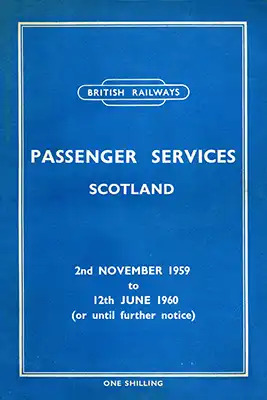 BRITISH RAILWAYS
PASSENGER SERVICES
SCOTLAND
2nd NOVEMBER 1959
to
12th JUNE 1960
(or until further notice)
ONE SHILLING